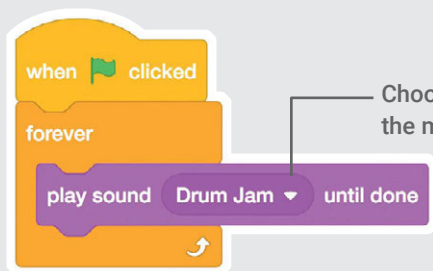 when clicked
Choo
the m
forever
play sound Drum Jam until done